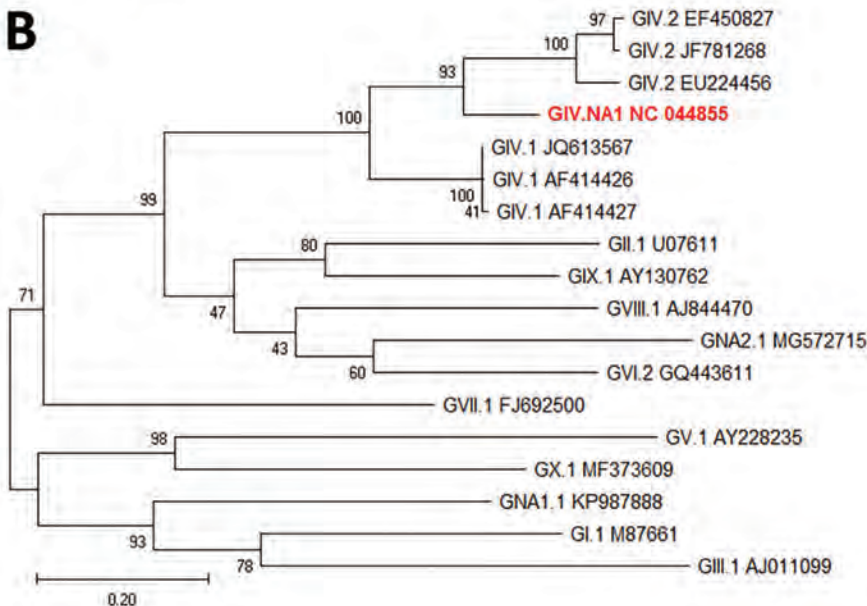 B
97
GIV.2 EF450827
GIV.2 JF781268
100
GIV.2 EU224456
93
GIV.NA1 NC 044855
100
GIV.1 JQ613567
GIV.1 AF414426
100
41
GIV.1 AF414427
99
80
GII.1 U07611
GIX.1 AY130762
71
47
GVIII.1 AJ844470
43
GNA2.1 MG572715
60
GVI.2 GQ443611
GVII.1 FJ692500
98
GV.1 AY228235
GX.1 MF373609
GNA1.1 KP987888
93
GI.1 M87661
78
GIII.1 AJ011099
0.20